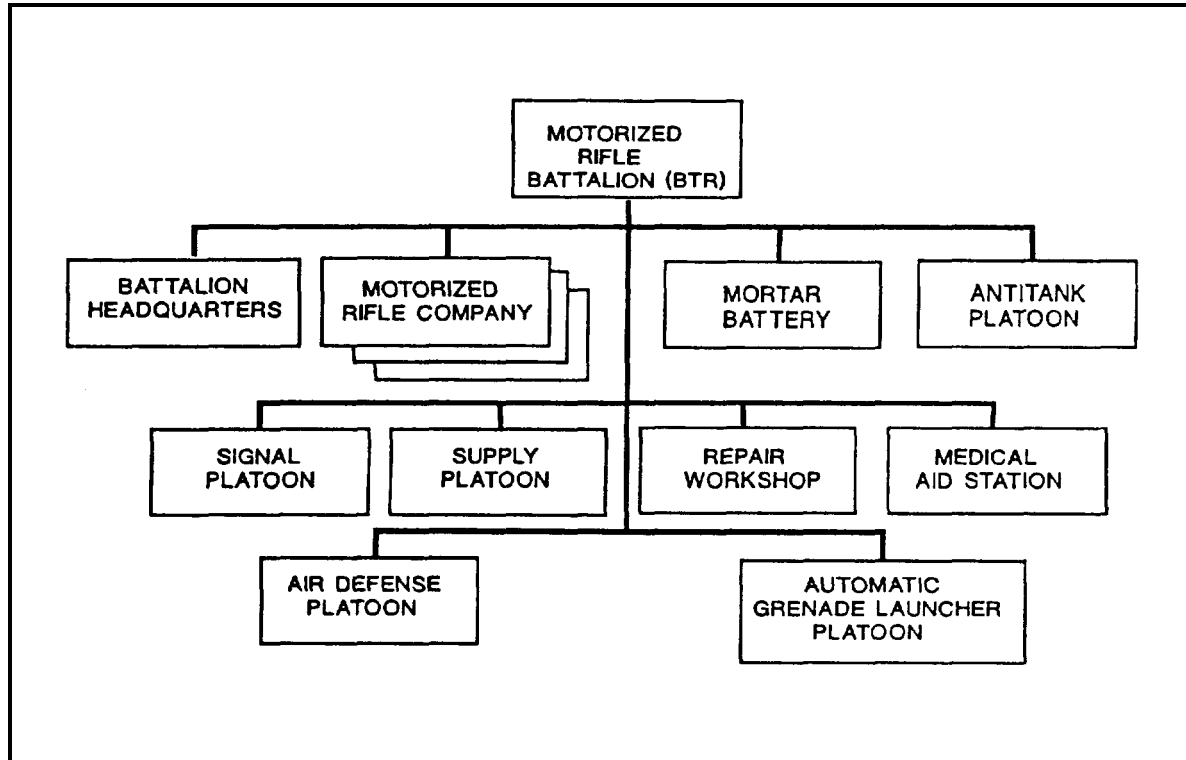 MOTORIZED
RIFLE
BATTALION (BTR)
BATTALION
HEADQUARTERS
MOTORIZED
RIFLE COMPANY
MORTAR
BATTERY
ANTITANK
PLATOON
SIGNAL
PLATOON
SUPPLY
PLATOON
REPAIR
WORKSHOP
MEDICAL
AID STATION
AIR DEFENSE
PLATOON
AUTOMATIC
GRENADE LAUNCHER
PLATOON